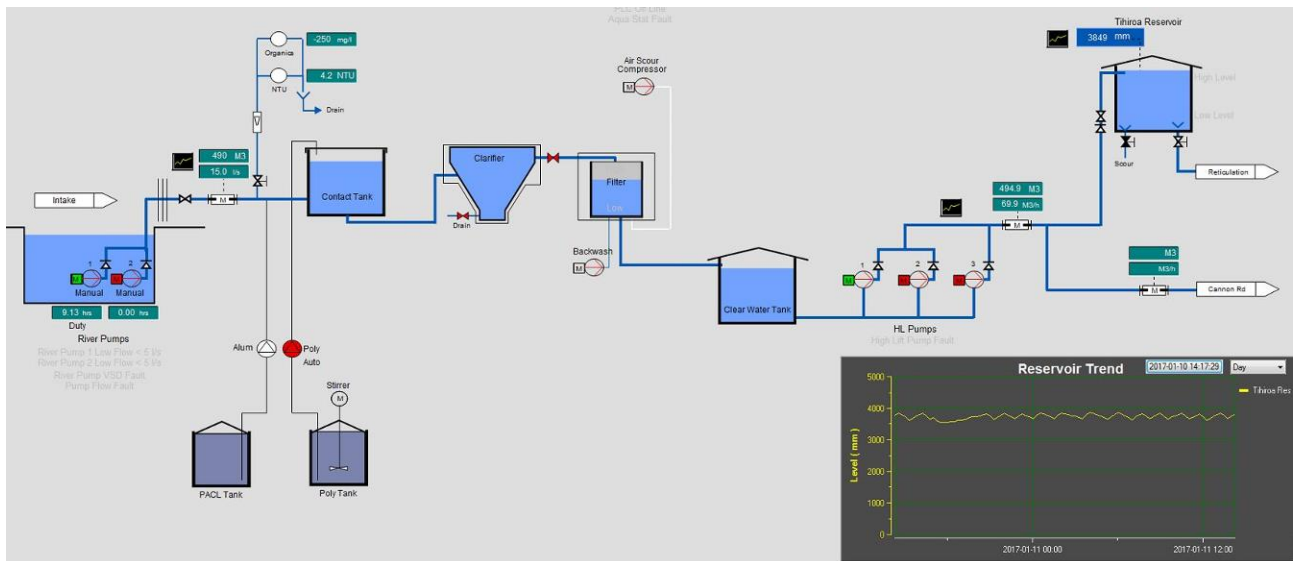 PLC Off Line
Aqua Stat Fault
-250 mg/l
Organics
4.2 NTU
NTU
Drain
Air Scour
Compressor
M
Tihiroa Reservoir
3849 mm
High Level
Low Level
Scour
Reticulation
490 M3
15.0 l/s
M
Intake
Contact Tank
Clarifier
Drain
Filter
Low
Backwash
M
494.9 M3
69.9 M3/h
M
M3
M3/h
M
Cannon Rd
1 2
M M
Manual Manual
9.13 hrs 0.00 hrs
Duty
River Pumps
River Pump 1 Low Flow < 5 l/s
River Pump 2 Low Flow < 5 l/s
River Pump VSD Fault
Pump Flow Fault
Clear Water Tank
1 2 3
M M M
HL Pumps
High Lift Pump Fault
Alum
Poly
Auto
Stirrer
M
PACL Tank
Poly Tank
Reservoir Trend
2017-01-10 14:17:29
Day
Tihiroa Res
Level ( mm )
5000
4000
3000
2000
1000
0
2017-01-11 00:00
2017-01-11 12:00